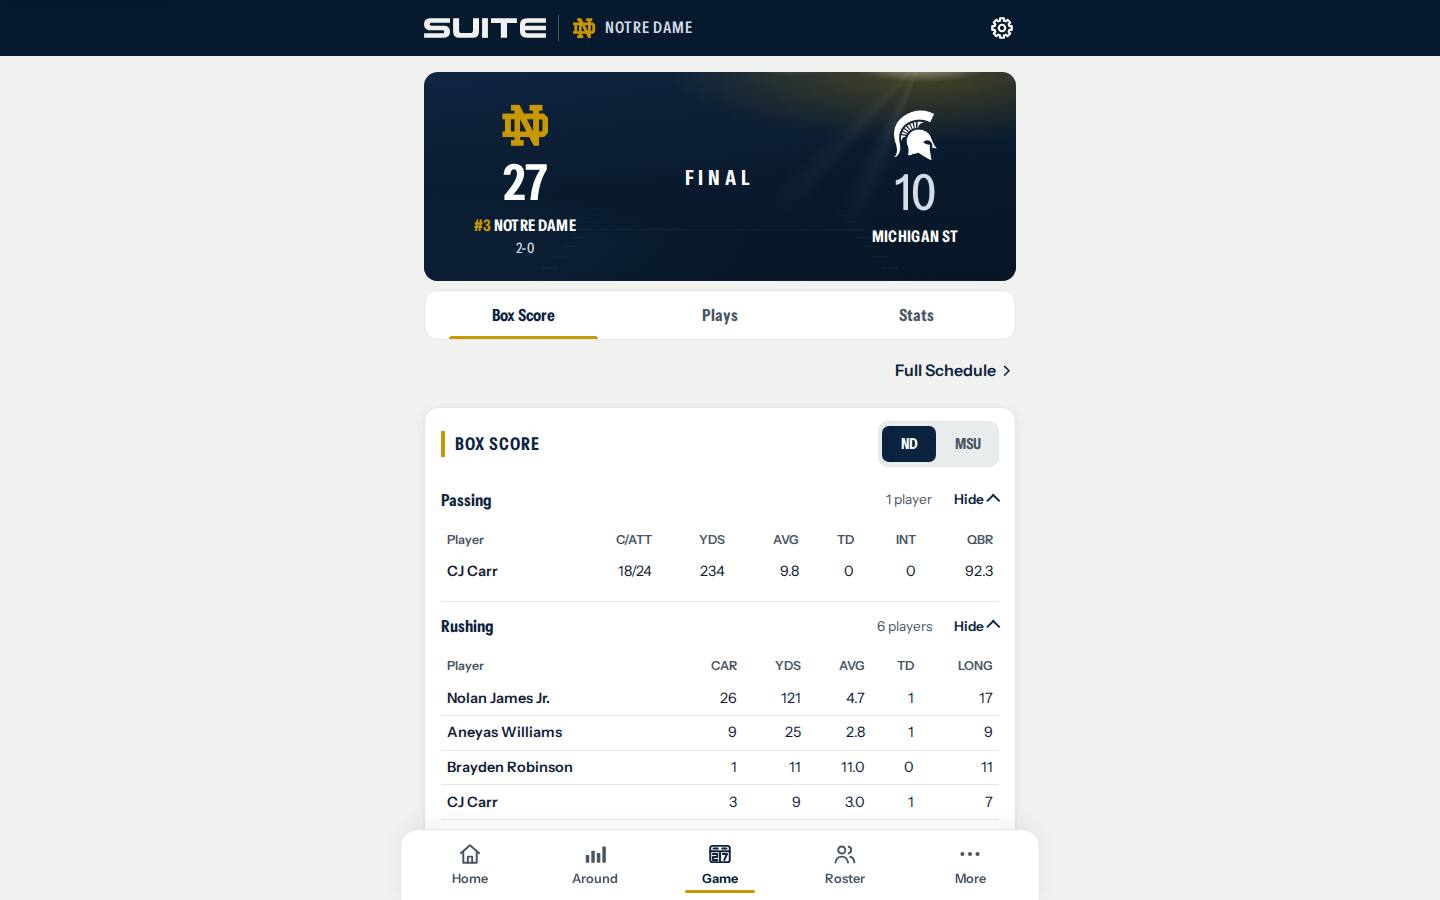 SUITE NOTRE DAME
27 FINAL 10
#3 NOTRE DAME MICHIGAN ST
2-0
Box Score Plays Stats
Full Schedule
BOX SCORE ND MSU
Passing 1 player Hide
Player C/ATT YDS AVG TD INT QBR
CJ Carr 18/24 234 9.8 0 0 92.3
Rushing 6 players Hide
Player CAR YDS AVG TD LONG
Nolan James Jr. 26 121 4.7 1 17
Aneyas Williams 9 25 2.8 1 9
Brayden Robinson 1 11 11.0 0 11
CJ Carr 3 9 3.0 1 7
Home Around Game Roster More